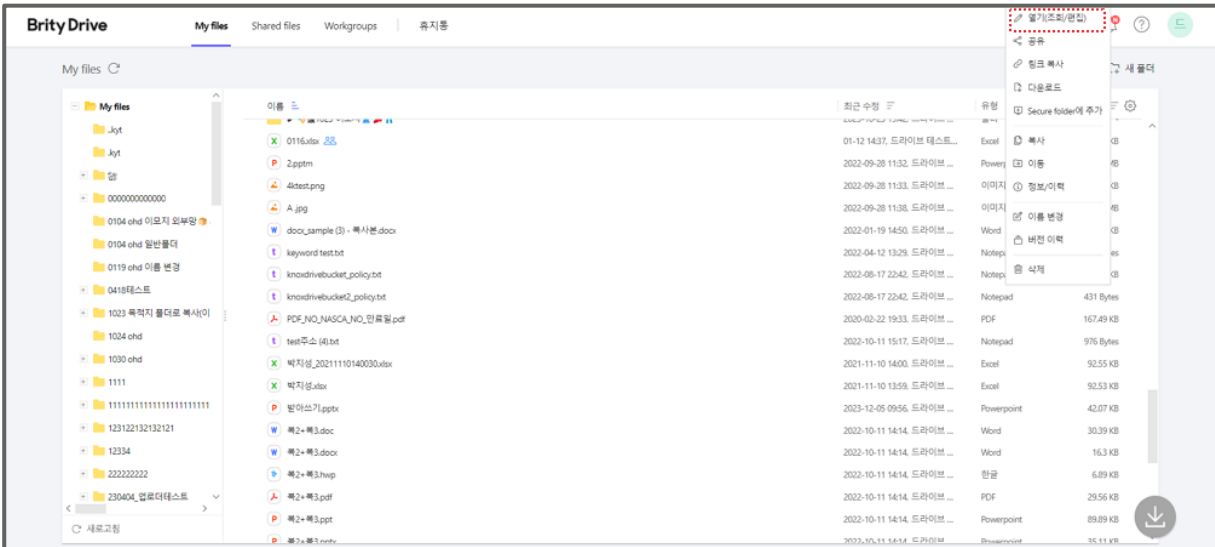 Brity Drive
My files Shared files Workgroups 휴지통
드
My files
새 폴더
열기(조회/편집)
공유
링크 복사
다운로드
Secure folder에 추가
복사
이동
정보/이력
이름 변경
버전 이력
삭제
My files
.kyt
.kyt
0000000000000
0104 ohd 이모지 외부망
0104 ohd 일반폴더
0119 ohd 이름 변경
0418테스트
1023 목적지 폴더로 복사(이
1024 ohd
1030 ohd
1111
123122132132121
12334
222222222
230404_업로더테스트
새로고침
이름 최근 수정 유형
0116.xlsx 01-12 14:37, 드라이브 테스트... Excel
2.pptm 2022-09-28 11:32, 드라이브 ...
4ktest.png 2022-09-28 11:33, 드라이브 ...
A.jpg 2022-09-28 11:38, 드라이브 ...
docx_sample (3) - 복사본.docx 2022-01-19 14:50, 드라이브 ... Word
keyword test.txt 2022-04-12 13:29, 드라이브 ...
knoxdrivebucket_policy.txt 2022-08-17 22:42, 드라이브 ...
knoxdrivebucket2_policy.txt 2022-08-17 22:42, 드라이브 ... Notepad 431 Bytes
PDF_NO_NASCA_NO_만료일.pdf 2020-02-22 19:33, 드라이브 ... PDF 167.49 KB
test주소 (4).txt 2022-10-11 15:17, 드라이브 ... Notepad 976 Bytes
박지성_20211110140030.xlsx 2021-11-10 14:00, 드라이브 ... Excel 92.55 KB
박지성.xlsx 2021-11-10 13:59, 드라이브 ... Excel 92.53 KB
받아쓰기.pptx 2023-12-05 09:56, 드라이브 ... Powerpoint 42.07 KB
복2+복3.doc 2022-10-11 14:14, 드라이브 ... Word 30.39 KB
복2+복3.docx 2022-10-11 14:14, 드라이브 ... Word 16.3 KB
복2+복3.hwp 2022-10-11 14:14, 드라이브 ... 한글 6.89 KB
복2+복3.pdf 2022-10-11 14:14, 드라이브 ... PDF 29.56 KB
복2+복3.ppt 2022-10-11 14:14, 드라이브 ... Powerpoint 89.89 KB
복2+복3.pptx 2022-10-11 14:14, 드라이브 ... Powerpoint 35.11 KB